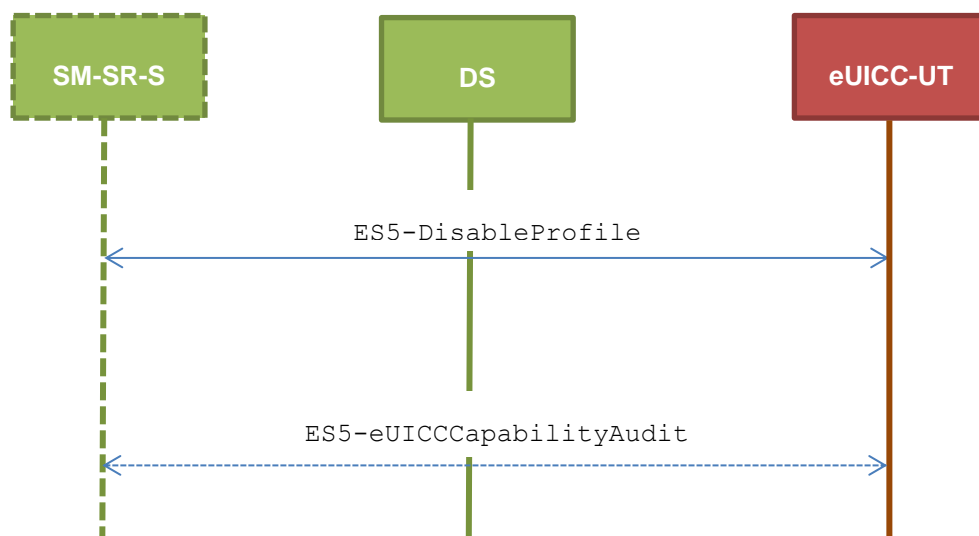 SM-SR-S
DS
eUICC-UT
ES5-DisableProfile
ES5-eUICCCapabilityAudit